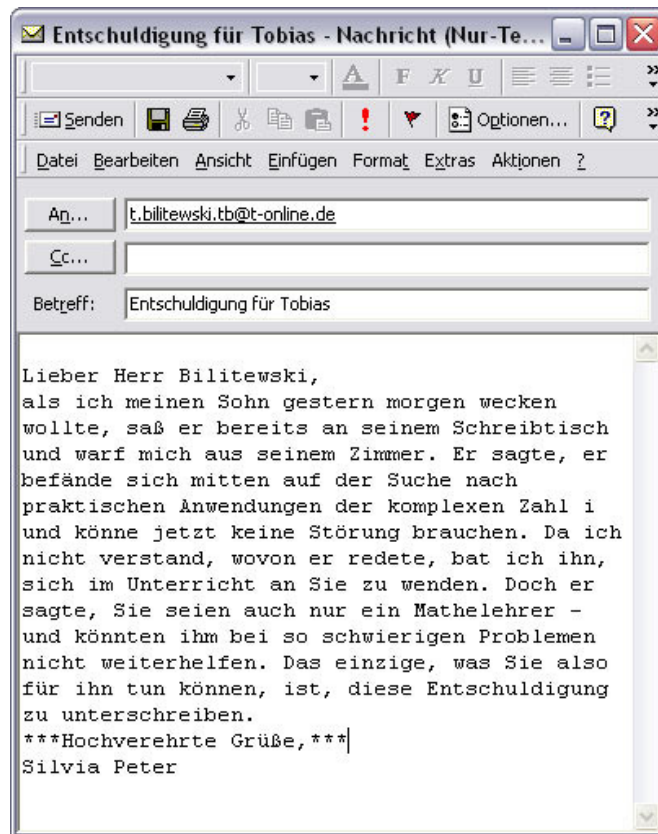 Entschuldigung für Tobias - Nachricht (Nur-Te...
A F K U
Senden Optionen...
Datei Bearbeiten Ansicht Einfügen Format Extras Aktionen ?
An... t.bilitewski.tb@t-online.de
Cc...
Betreff: Entschuldigung für Tobias
Lieber Herr Bilitewski,
als ich meinen Sohn gestern morgen wecken
wollte, saß er bereits an seinem Schreibtisch
und warf mich aus seinem Zimmer. Er sagte, er
befände sich mitten auf der Suche nach
praktischen Anwendungen der komplexen Zahl i
und könne jetzt keine Störung brauchen. Da ich
nicht verstand, wovon er redete, bat ich ihn,
sich im Unterricht an Sie zu wenden. Doch er
sagte, Sie seien auch nur ein Mathelehrer -
und könnten ihm bei so schwierigen Problemen
nicht weiterhelfen. Das einzige, was Sie also
für ihn tun können, ist, diese Entschuldigung
zu unterschreiben.
***Hochverehrte Grüße,***
Silvia Peter